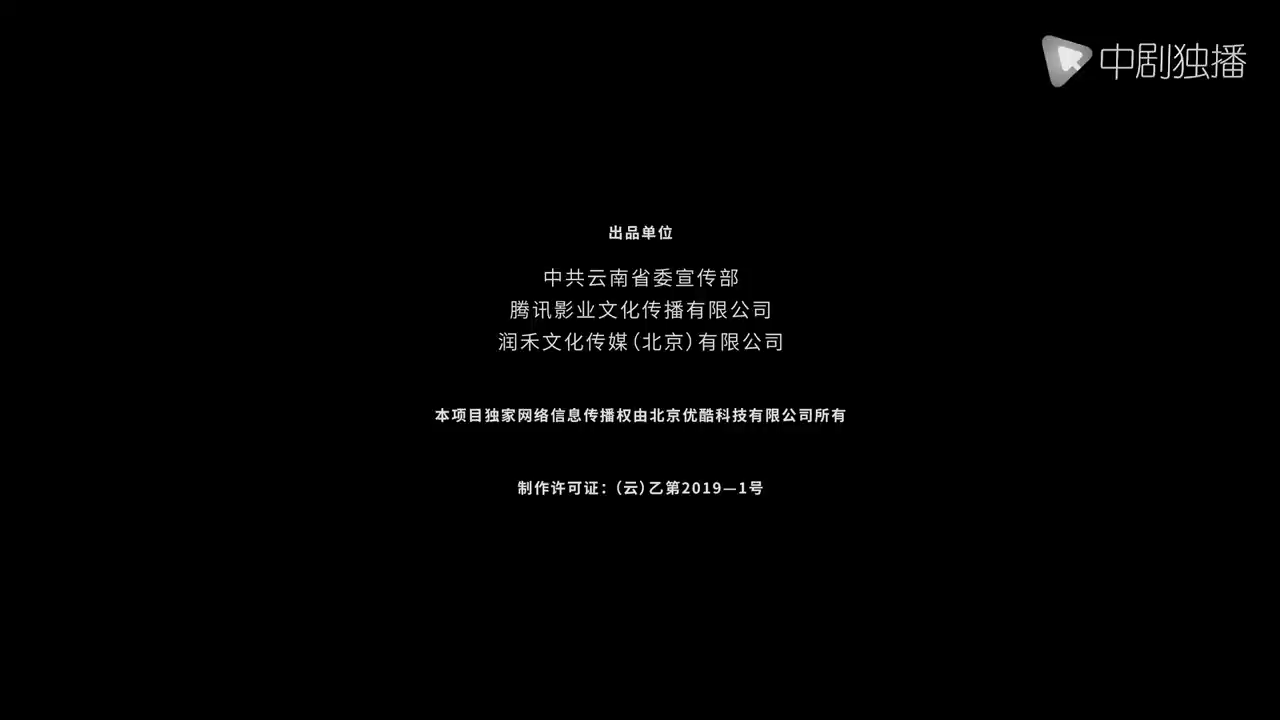 中剧独播
出品单位
中共云南省委宣传部
腾讯影业文化传播有限公司
润禾文化传媒(北京)有限公司
本项目独家网络信息传播权由北京优酷科技有限公司所有
制作许可证:(云)乙第2019—1号